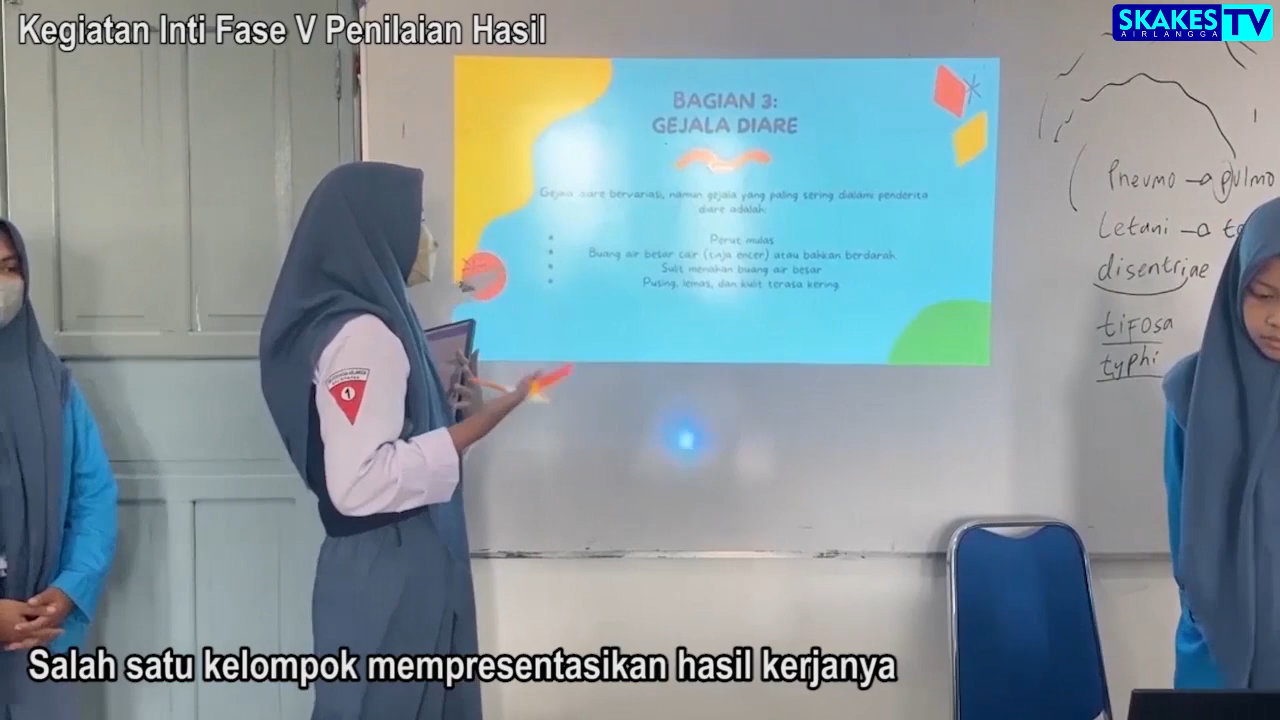 Kegiatan Inti Fase V Penilaian Hasil
SKAKES TV
AIRLANGGA
BAGIAN 3:
GEJALA DIARE
Gejala diare bervariasi, namun gejala yang paling sering dialami penderita
diare adalah:
Perut mulas
Buang air besar cair (tinja encer) atau bahkan berdarah.
Sulit menahan buang air besar
Pusing, lemas, dan kulit terasa kering.
Pneumo → pulmo
Letani →
disentriae
tifosa
typhi
1
Salah satu kelompok mempresentasikan hasil kerjanya